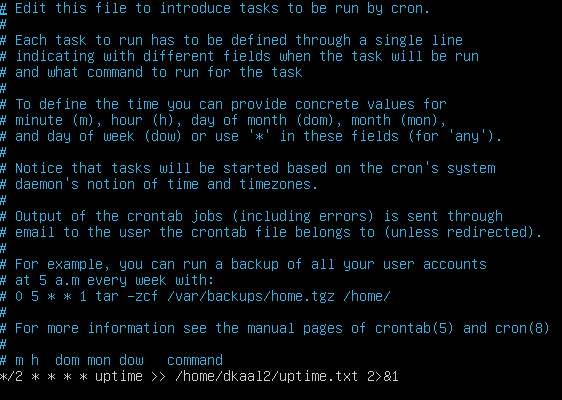 # Edit this file to introduce tasks to be run by cron.
#
# Each task to run has to be defined through a single line
# indicating with different fields when the task will be run
# and what command to run for the task
#
# To define the time you can provide concrete values for
# minute (m), hour (h), day of month (dom), month (mon),
# and day of week (dow) or use '*' in these fields (for 'any').
#
# Notice that tasks will be started based on the cron's system
# daemon's notion of time and timezones.
#
# Output of the crontab jobs (including errors) is sent through
# email to the user the crontab file belongs to (unless redirected).
#
# For example, you can run a backup of all your user accounts
# at 5 a.m every week with:
# 0 5 * * 1 tar -zcf /var/backups/home.tgz /home/
#
# For more information see the manual pages of crontab(5) and cron(8)
#
# m h  dom mon dow   command
*/2 * * * * uptime >> /home/dkaal2/uptime.txt 2>&1